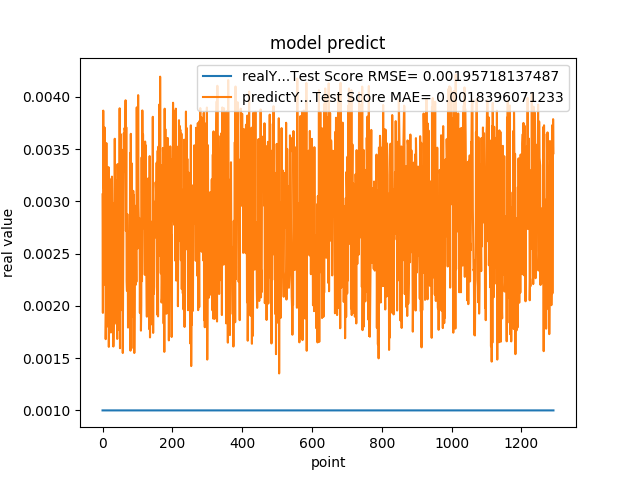 model predict
realY...Test Score RMSE= 0.00195718137487
predictY...Test Score MAE= 0.0018396071233
0.0040
0.0035
0.0030
0.0025
0.0020
0.0015
0.0010
real value
0 200 400 600 800 1000 1200
point